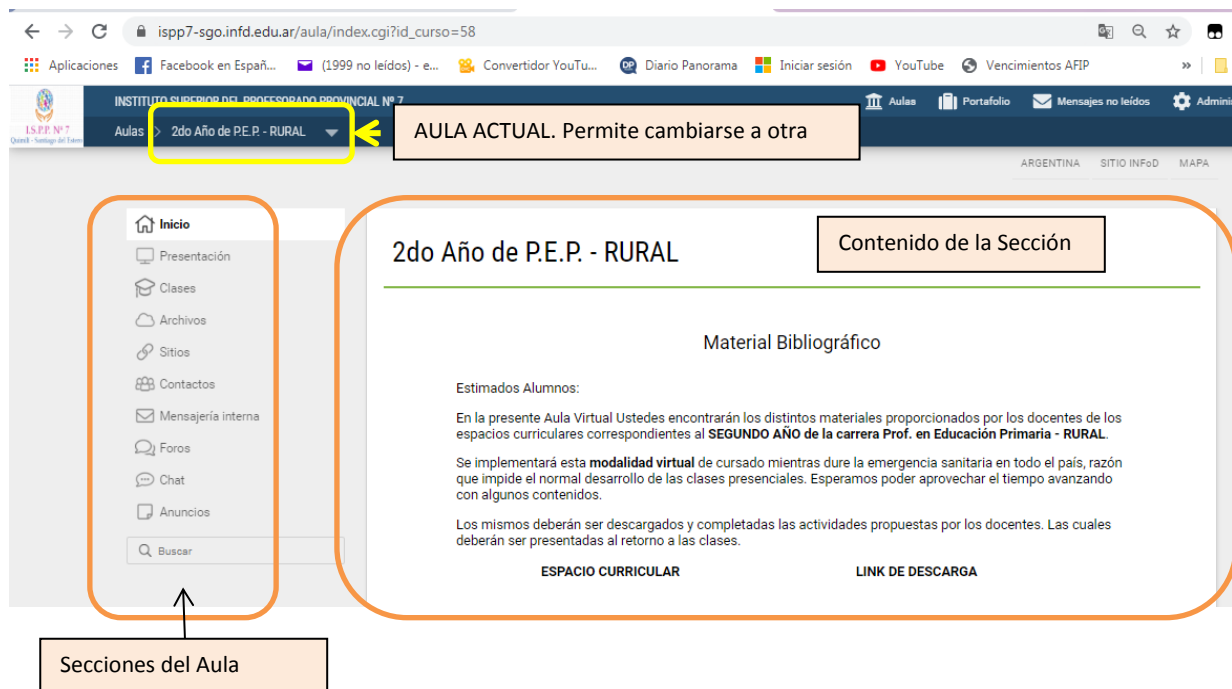 ispp7-sgo.infd.edu.ar/aula/index.cgi?id_curso=58
Aplicaciones Facebook en Españ... (1999 no leídos) - e... Convertidor YouTu... Diario Panorama Iniciar sesión YouTube Vencimientos AFIP »
INSTITUTO SUPERIOR DEL PROFESORADO PROVINCIAL Nº 7 Aulas Portafolio Mensajes no leídos Admini
I.S.P.P. Nº 7
Quimilí - Santiago del Estero
Aulas > 2do Año de P.E.P. - RURAL
AULA ACTUAL. Permite cambiarse a otra
ARGENTINA SITIO INFoD MAPA
Inicio
Presentación
Clases
Archivos
Sitios
Contactos
Mensajería interna
Foros
Chat
Anuncios
Buscar
Secciones del Aula
Contenido de la Sección
2do Año de P.E.P. - RURAL
Material Bibliográfico
Estimados Alumnos:
En la presente Aula Virtual Ustedes encontrarán los distintos materiales proporcionados por los docentes de los
espacios curriculares correspondientes al SEGUNDO AÑO de la carrera Prof. en Educación Primaria - RURAL.
Se implementará esta modalidad virtual de cursado mientras dure la emergencia sanitaria en todo el país, razón
que impide el normal desarrollo de las clases presenciales. Esperamos poder aprovechar el tiempo avanzando
con algunos contenidos.
Los mismos deberán ser descargados y completadas las actividades propuestas por los docentes. Las cuales
deberán ser presentadas al retorno a las clases.
ESPACIO CURRICULAR LINK DE DESCARGA